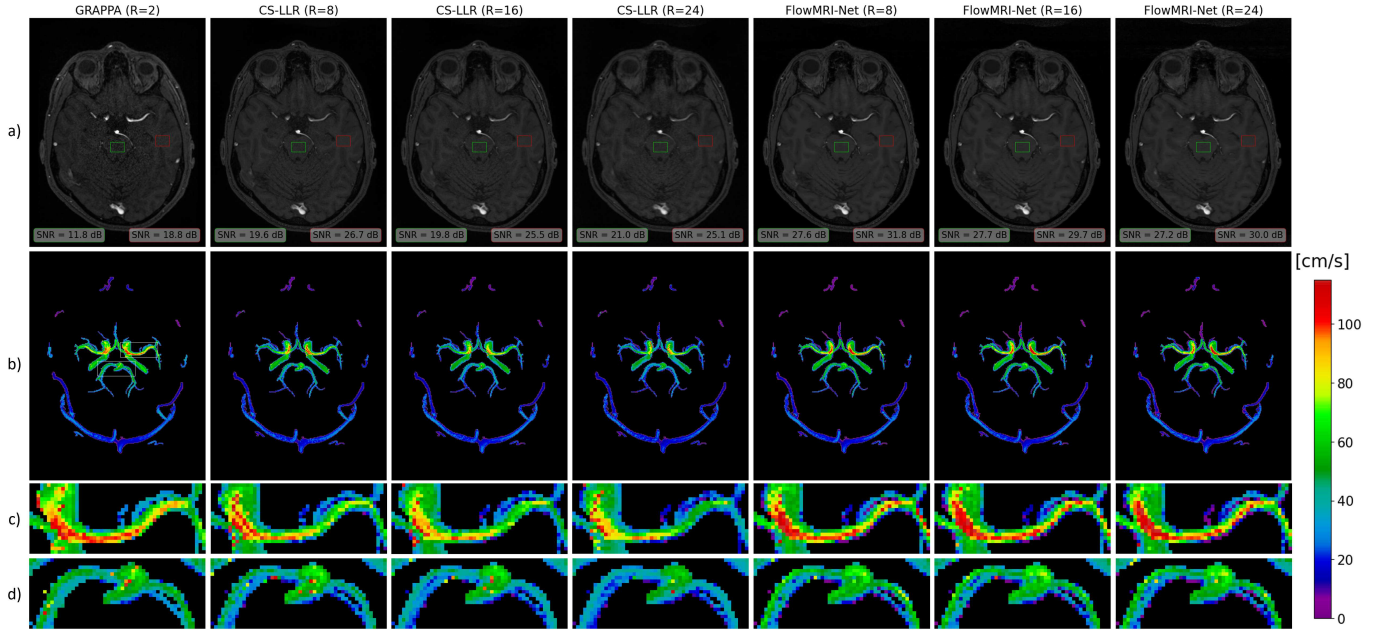 GRAPPA (R=2) CS-LLR (R=8) CS-LLR (R=16) CS-LLR (R=24) FlowMRI-Net (R=8) FlowMRI-Net (R=16) FlowMRI-Net (R=24)
a)
SNR = 11.8 dB SNR = 18.8 dB SNR = 19.6 dB SNR = 26.7 dB SNR = 19.8 dB SNR = 25.5 dB SNR = 21.0 dB SNR = 25.1 dB SNR = 27.6 dB SNR = 31.8 dB SNR = 27.7 dB SNR = 29.7 dB SNR = 27.2 dB SNR = 30.0 dB
[cm/s]
b)
c)
d)
100
80
60
40
20
0